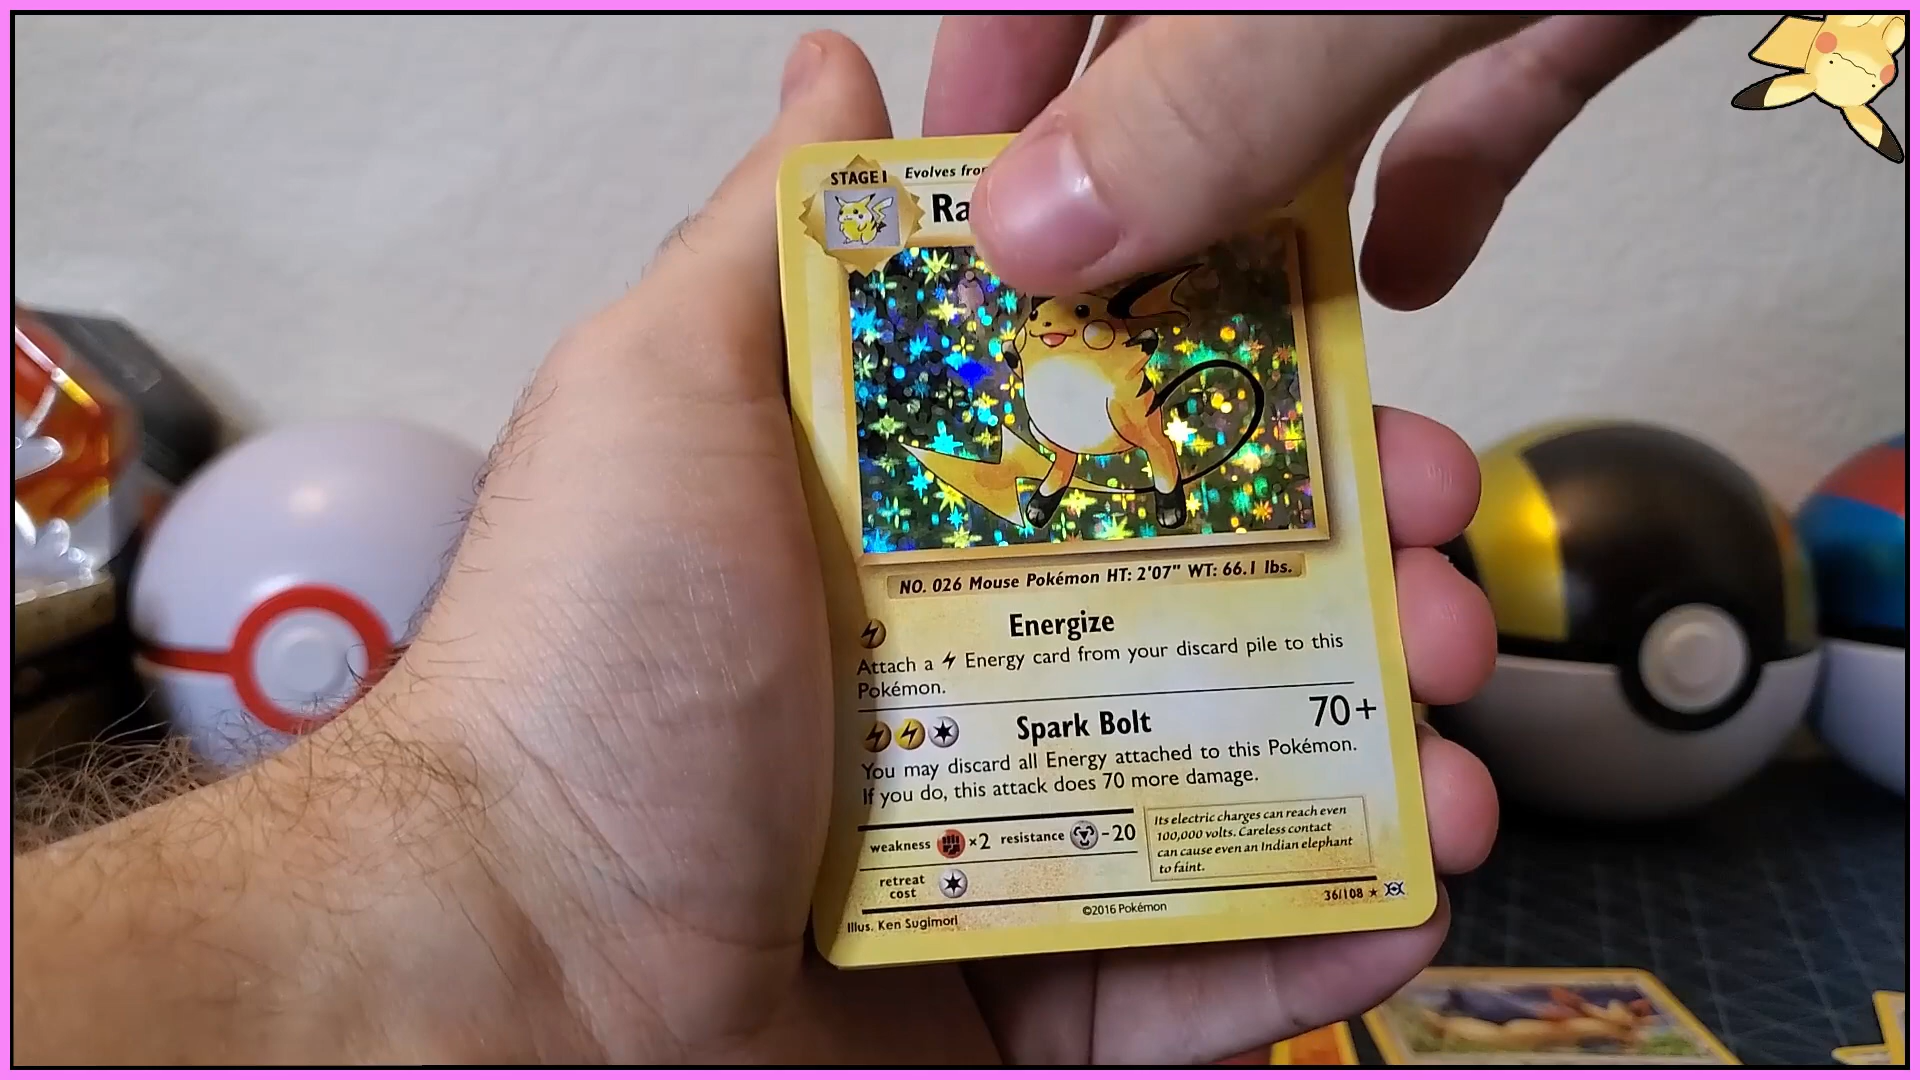 STAGE 1 Evolves from
Ra
NO. 026 Mouse Pokémon HT: 2'07" WT: 66.1 lbs.
Energize
Attach a Energy card from your discard pile to this
Pokémon.
Spark Bolt 70+
You may discard all Energy attached to this Pokémon.
If you do, this attack does 70 more damage.
weakness ×2 resistance -20
Its electric charges can reach even
100,000 volts. Careless contact
can cause even an Indian elephant
to faint.
retreat
cost
36/108
©2016 Pokémon
Illus. Ken Sugimori